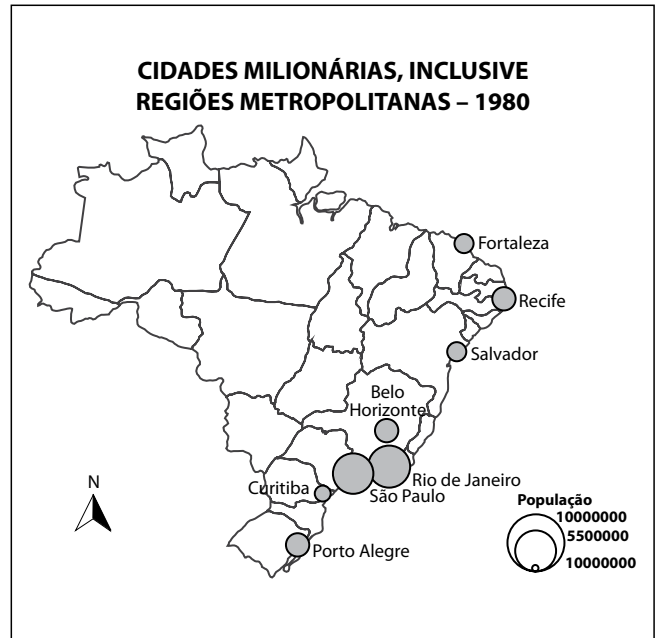 CIDADES MILIONÁRIAS, INCLUSIVE
REGIÕES METROPOLITANAS – 1980
Fortaleza
Recife
Salvador
Belo
Horizonte
Rio de Janeiro
São Paulo
Curitiba
Porto Alegre
N
População
10000000
5500000
10000000